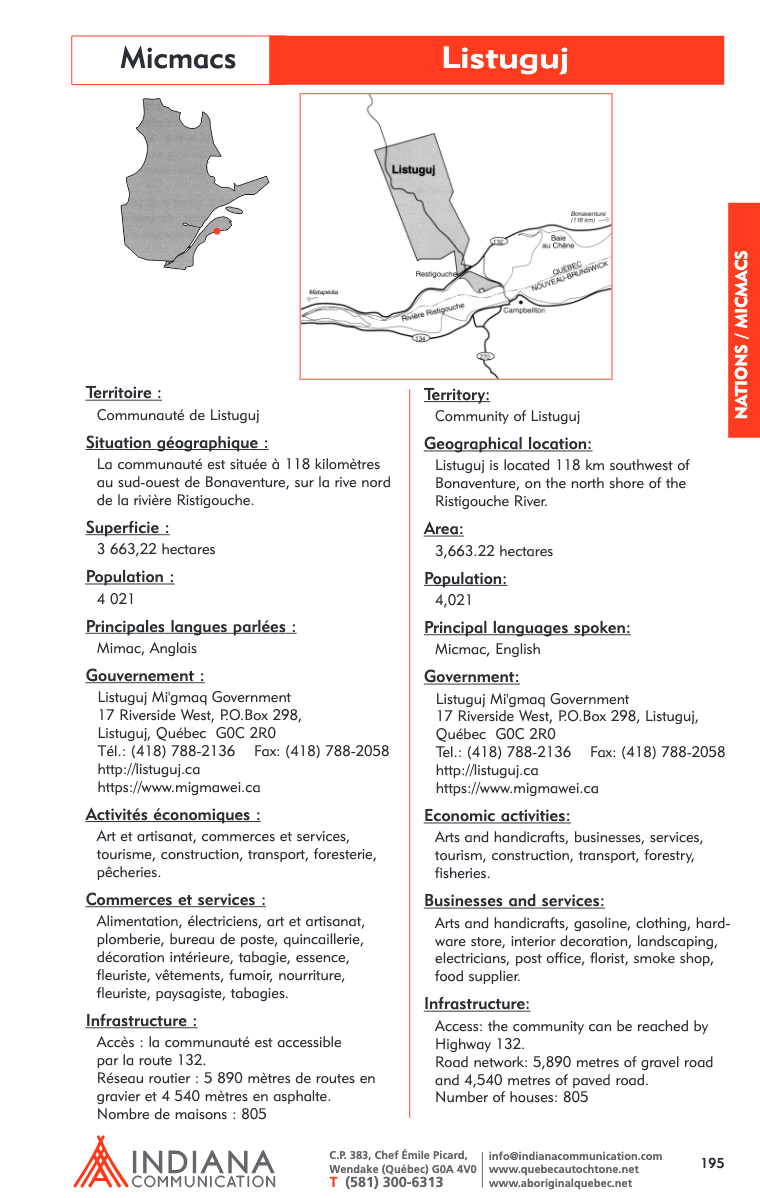 Micmacs
Listuguj
Listuguj
Bonaventure
(118 km)
132
Baie
au Chêne
Restigouche
QUÉBEC
NOUVEAU-BRUNSWICK
Matapédia
Rivière Ristigouche
Campbellton
134
270
NATIONS / MICMACS
Territoire :
Communauté de Listuguj
Situation géographique :
La communauté est située à 118 kilomètres
au sud-ouest de Bonaventure, sur la rive nord
de la rivière Ristigouche.
Superficie :
3 663,22 hectares
Population :
4 021
Principales langues parlées :
Mimac, Anglais
Gouvernement :
Listuguj Mi'gmaq Government
17 Riverside West, P.O.Box 298,
Listuguj, Québec G0C 2R0
Tél.: (418) 788-2136 Fax: (418) 788-2058
http://listuguj.ca
https://www.migmawei.ca
Activités économiques :
Art et artisanat, commerces et services,
tourisme, construction, transport, foresterie,
pêcheries.
Commerces et services :
Alimentation, électriciens, art et artisanat,
plomberie, bureau de poste, quincaillerie,
décoration intérieure, tabagie, essence,
fleuriste, vêtements, fumoir, nourriture,
fleuriste, paysagiste, tabagies.
Infrastructure :
Accès : la communauté est accessible
par la route 132.
Réseau routier : 5 890 mètres de routes en
gravier et 4 540 mètres en asphalte.
Nombre de maisons : 805
Territory:
Community of Listuguj
Geographical location:
Listuguj is located 118 km southwest of
Bonaventure, on the north shore of the
Ristigouche River.
Area:
3,663.22 hectares
Population:
4,021
Principal languages spoken:
Micmac, English
Government:
Listuguj Mi'gmaq Government
17 Riverside West, P.O.Box 298, Listuguj,
Québec G0C 2R0
Tel.: (418) 788-2136 Fax: (418) 788-2058
http://listuguj.ca
https://www.migmawei.ca
Economic activities:
Arts and handicrafts, businesses, services,
tourism, construction, transport, forestry,
fisheries.
Businesses and services:
Arts and handicrafts, gasoline, clothing, hard-
ware store, interior decoration, landscaping,
electricians, post office, florist, smoke shop,
food supplier.
Infrastructure:
Access: the community can be reached by
Highway 132.
Road network: 5,890 metres of gravel road
and 4,540 metres of paved road.
Number of houses: 805
INDIANA
COMMUNICATION
C.P. 383, Chef Émile Picard,
Wendake (Québec) G0A 4V0
T (581) 300-6313
info@indianacommunication.com
www.quebecautochtone.net
www.aboriginalquebec.net
195